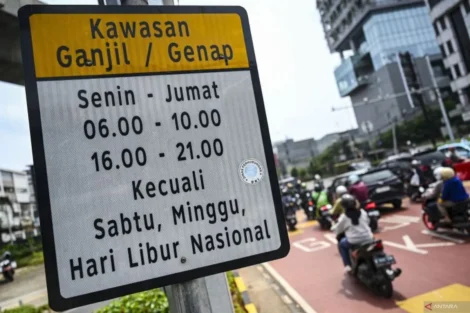 Kawasan
Ganjil / Genap
Senin - Jumat
06.00 - 10.00
16.00 - 21.00
Kecuali
Sabtu, Minggu,
Hari Libur Nasional